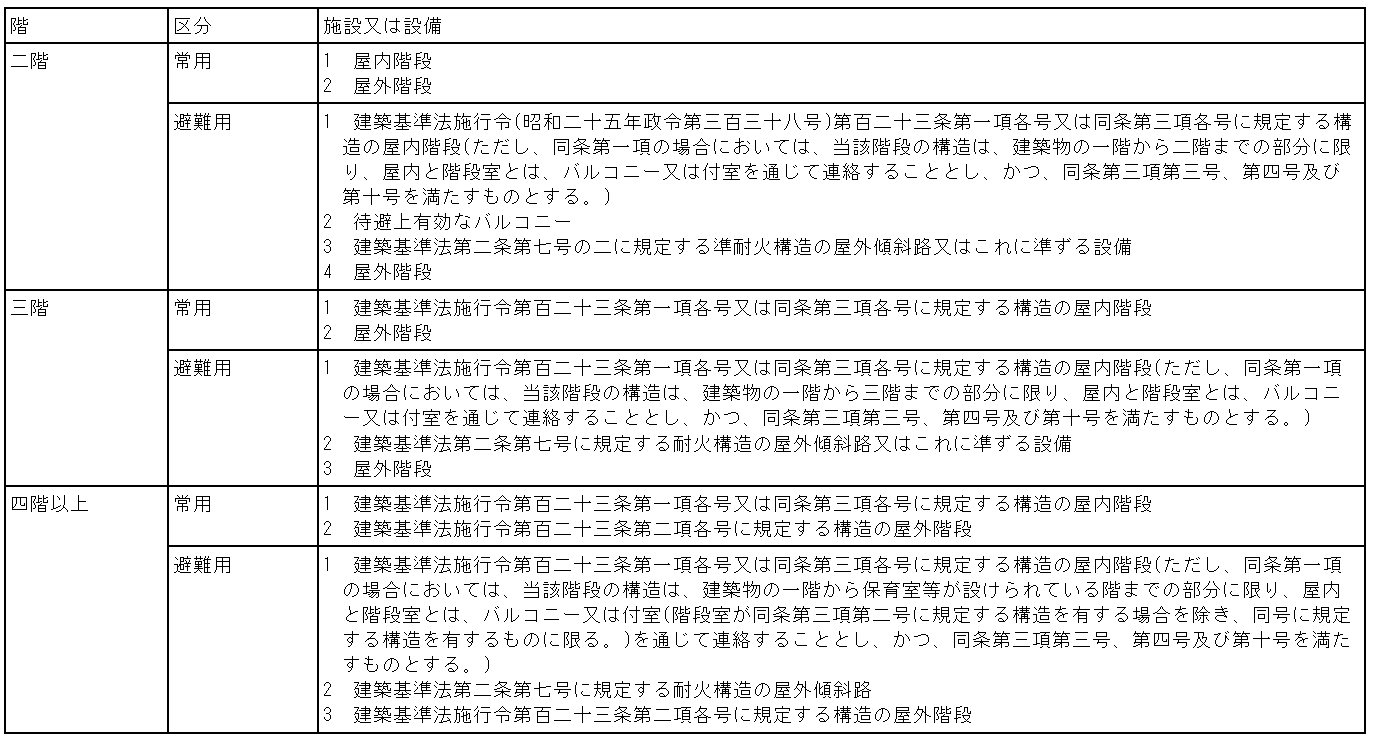 階 区分 施設又は設備
二階 常用 1 屋内階段
2 屋外階段
避難用 1 建築基準法施行令(昭和二十五年政令第三百三十八号)第百二十三条第一項各号又は同条第三項各号に規定する構
造の屋内階段(ただし、同条第一項の場合においては、当該階段の構造は、建築物の一階から二階までの部分に限
り、屋内と階段室とは、バルコニー又は付室を通じて連絡することとし、かつ、同条第三項第三号、第四号及び
第十号を満たすものとする。)
2 待避上有効なバルコニー
3 建築基準法第二条第七号の二に規定する準耐火構造の屋外傾斜路又はこれに準ずる設備
4 屋外階段
三階 常用 1 建築基準法施行令第百二十三条第一項各号又は同条第三項各号に規定する構造の屋内階段
2 屋外階段
避難用 1 建築基準法施行令第百二十三条第一項各号又は同条第三項各号に規定する構造の屋内階段(ただし、同条第一項
の場合においては、当該階段の構造は、建築物の一階から三階までの部分に限り、屋内と階段室とは、バルコニ
ー又は付室を通じて連絡することとし、かつ、同条第三項第三号、第四号及び第十号を満たすものとする。)
2 建築基準法第二条第七号に規定する耐火構造の屋外傾斜路又はこれに準ずる設備
3 屋外階段
四階以上 常用 1 建築基準法施行令第百二十三条第一項各号又は同条第三項各号に規定する構造の屋内階段
2 建築基準法施行令第百二十三条第二項各号に規定する構造の屋外階段
避難用 1 建築基準法施行令第百二十三条第一項各号又は同条第三項各号に規定する構造の屋内階段(ただし、同条第一項
の場合においては、当該階段の構造は、建築物の一階から保育室等が設けられている階までの部分に限り、屋内
と階段室とは、バルコニー又は付室(階段室が同条第三項第二号に規定する構造を有する場合を除き、同号に規定
する構造を有するものに限る。)を通じて連絡することとし、かつ、同条第三項第三号、第四号及び第十号を満た
すものとする。)
2 建築基準法第二条第七号に規定する耐火構造の屋外傾斜路
3 建築基準法施行令第百二十三条第二項各号に規定する構造の屋外階段